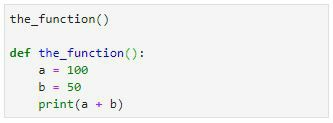 the_function()

def the_function():
    a = 100
    b = 50
    print(a + b)